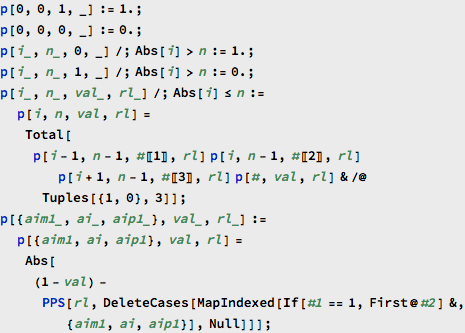 p[0, 0, 1, _] := 1.;
p[0, 0, 0, _] := 0.;
p[i_, n_, 0, _] /; Abs[i] > n := 1.;
p[i_, n_, 1, _] /; Abs[i] > n := 0.;
p[i_, n_, val_, rl_] /; Abs[i] ≤ n :=
p[i, n, val, rl] =
Total[
p[i - 1, n - 1, #〚1〛, rl] p[i, n - 1, #〚2〛, rl]
p[i + 1, n - 1, #〚3〛, rl] p[#, val, rl] & /@
Tuples[{1, 0}, 3]];
p[{aim1_, ai_, aip1_}, val_, rl_] :=
p[{aim1, ai, aip1}, val, rl] =
Abs[
(1 - val) -
PPS[rl, DeleteCases[MapIndexed[If[#1 == 1, First@#2] &,
{aim1, ai, aip1}], Null]]];